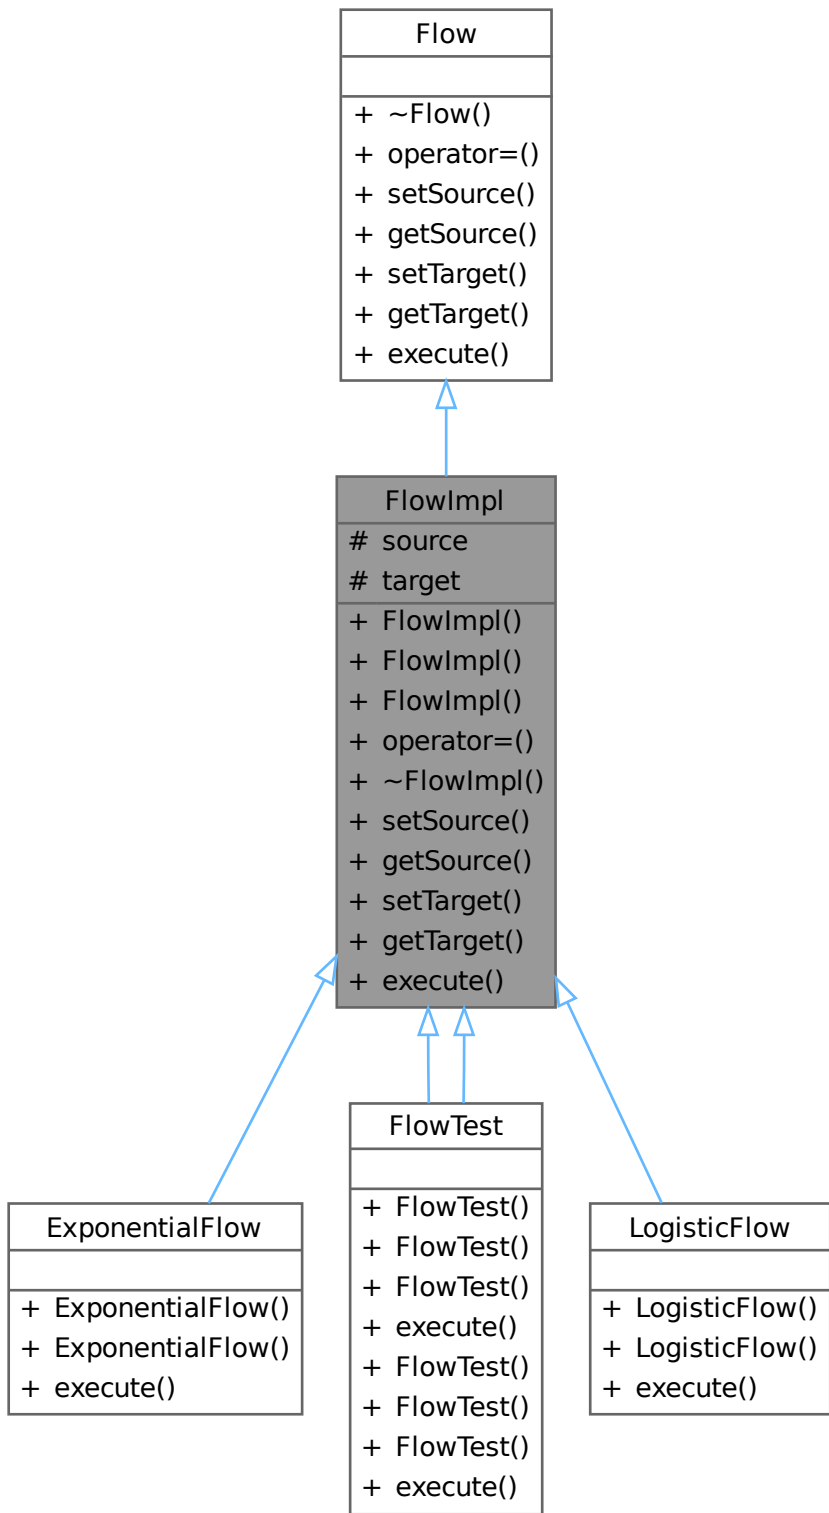 Flow
+ ~Flow()
+ operator=()
+ setSource()
+ getSource()
+ setTarget()
+ getTarget()
+ execute()
FlowImpl
# source
# target
+ FlowImpl()
+ FlowImpl()
+ FlowImpl()
+ operator=()
+ ~FlowImpl()
+ setSource()
+ getSource()
+ setTarget()
+ getTarget()
+ execute()
ExponentialFlow
+ ExponentialFlow()
+ ExponentialFlow()
+ execute()
FlowTest
+ FlowTest()
+ FlowTest()
+ FlowTest()
+ execute()
+ FlowTest()
+ FlowTest()
+ FlowTest()
+ execute()
LogisticFlow
+ LogisticFlow()
+ LogisticFlow()
+ execute()